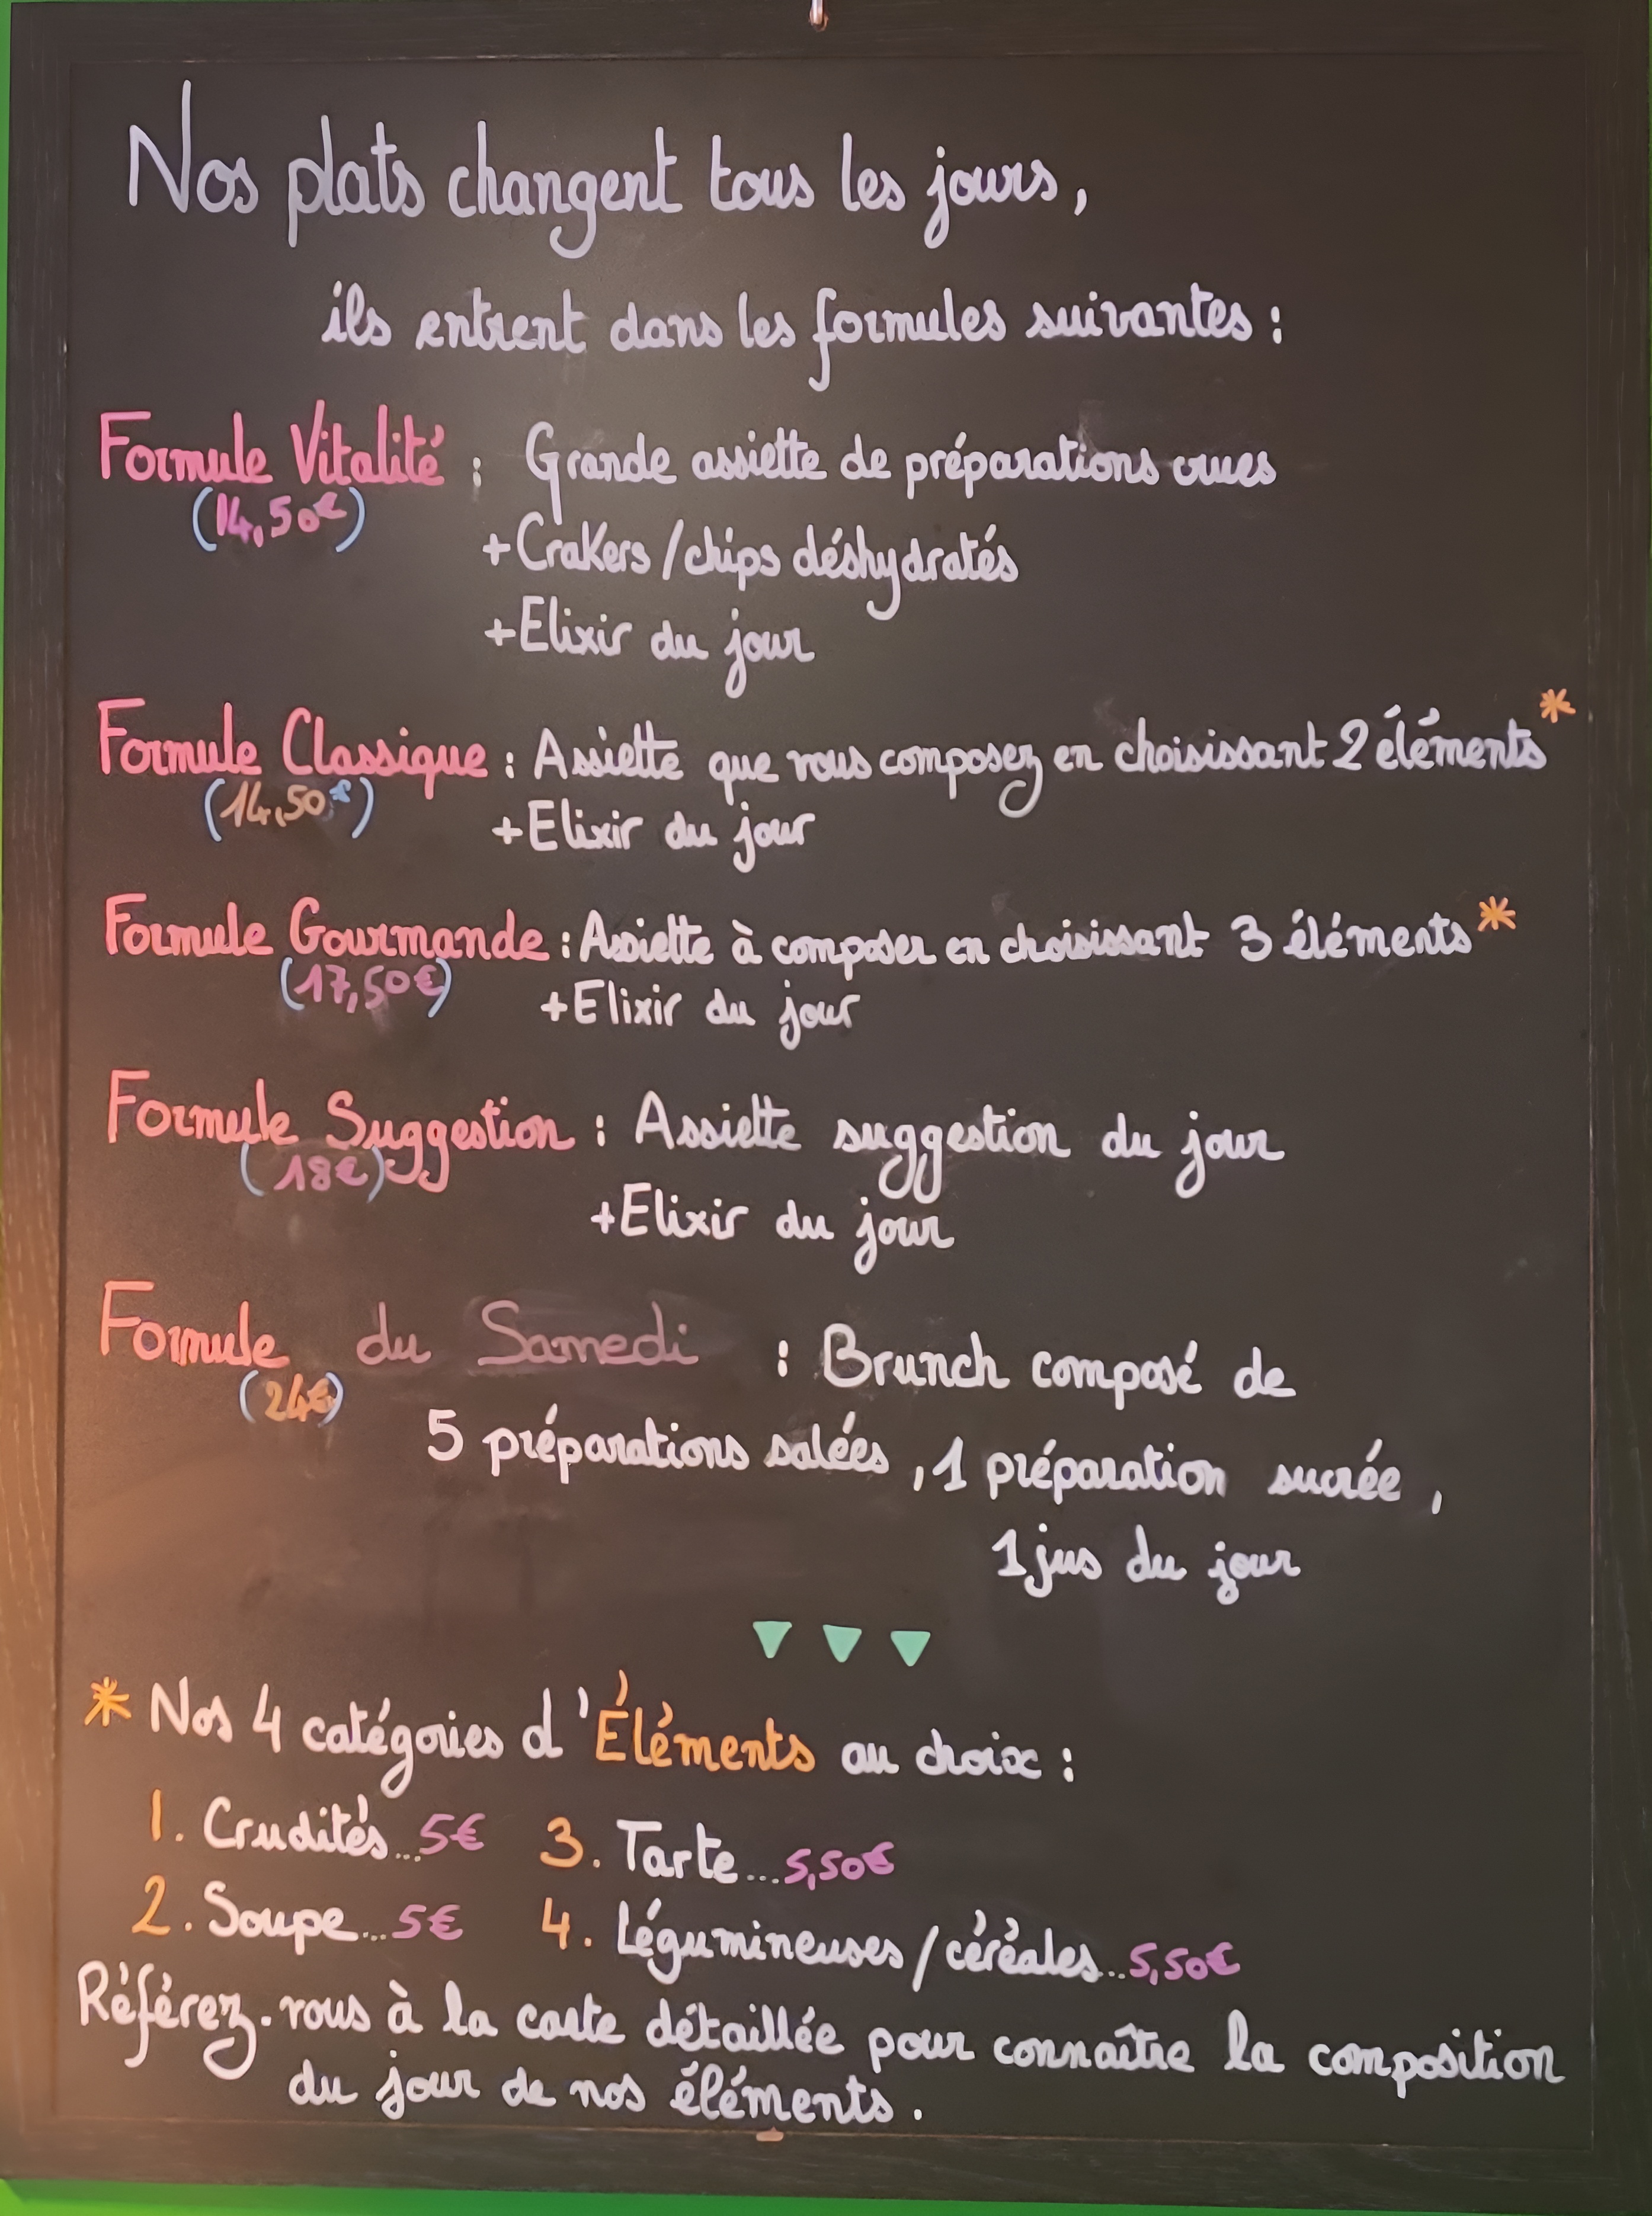 Nos plats changent tous les jours,
ils entrent dans les formules suivantes :
Formule Vitalité : Grande assiette de préparations crues
(14,50€)
+Crakers/chips déshydratés
+Elixir du jour
Formule Classique : Assiette que vous composez en choisissant 2 éléments*
(14,50€)
+Elixir du jour
Formule Gourmande : Assiette à composer en choisissant 3 éléments*
(17,50€)
+Elixir du jour
Formule Suggestion : Assiette suggestion du jour
(18€)
+Elixir du jour
Formule du Samedi : Brunch composé de
(24€)
5 préparations salées, 1 préparation sucrée,
1 jus du jour
* Nos 4 catégories d'Éléments au choix :
1. Crudités...5€ 3. Tarte...5,50€
2. Soupe...5€ 4. Légumineuses/céréales...5,50€
Référez-vous à la carte détaillée pour connaître la composition
du jour de nos éléments.